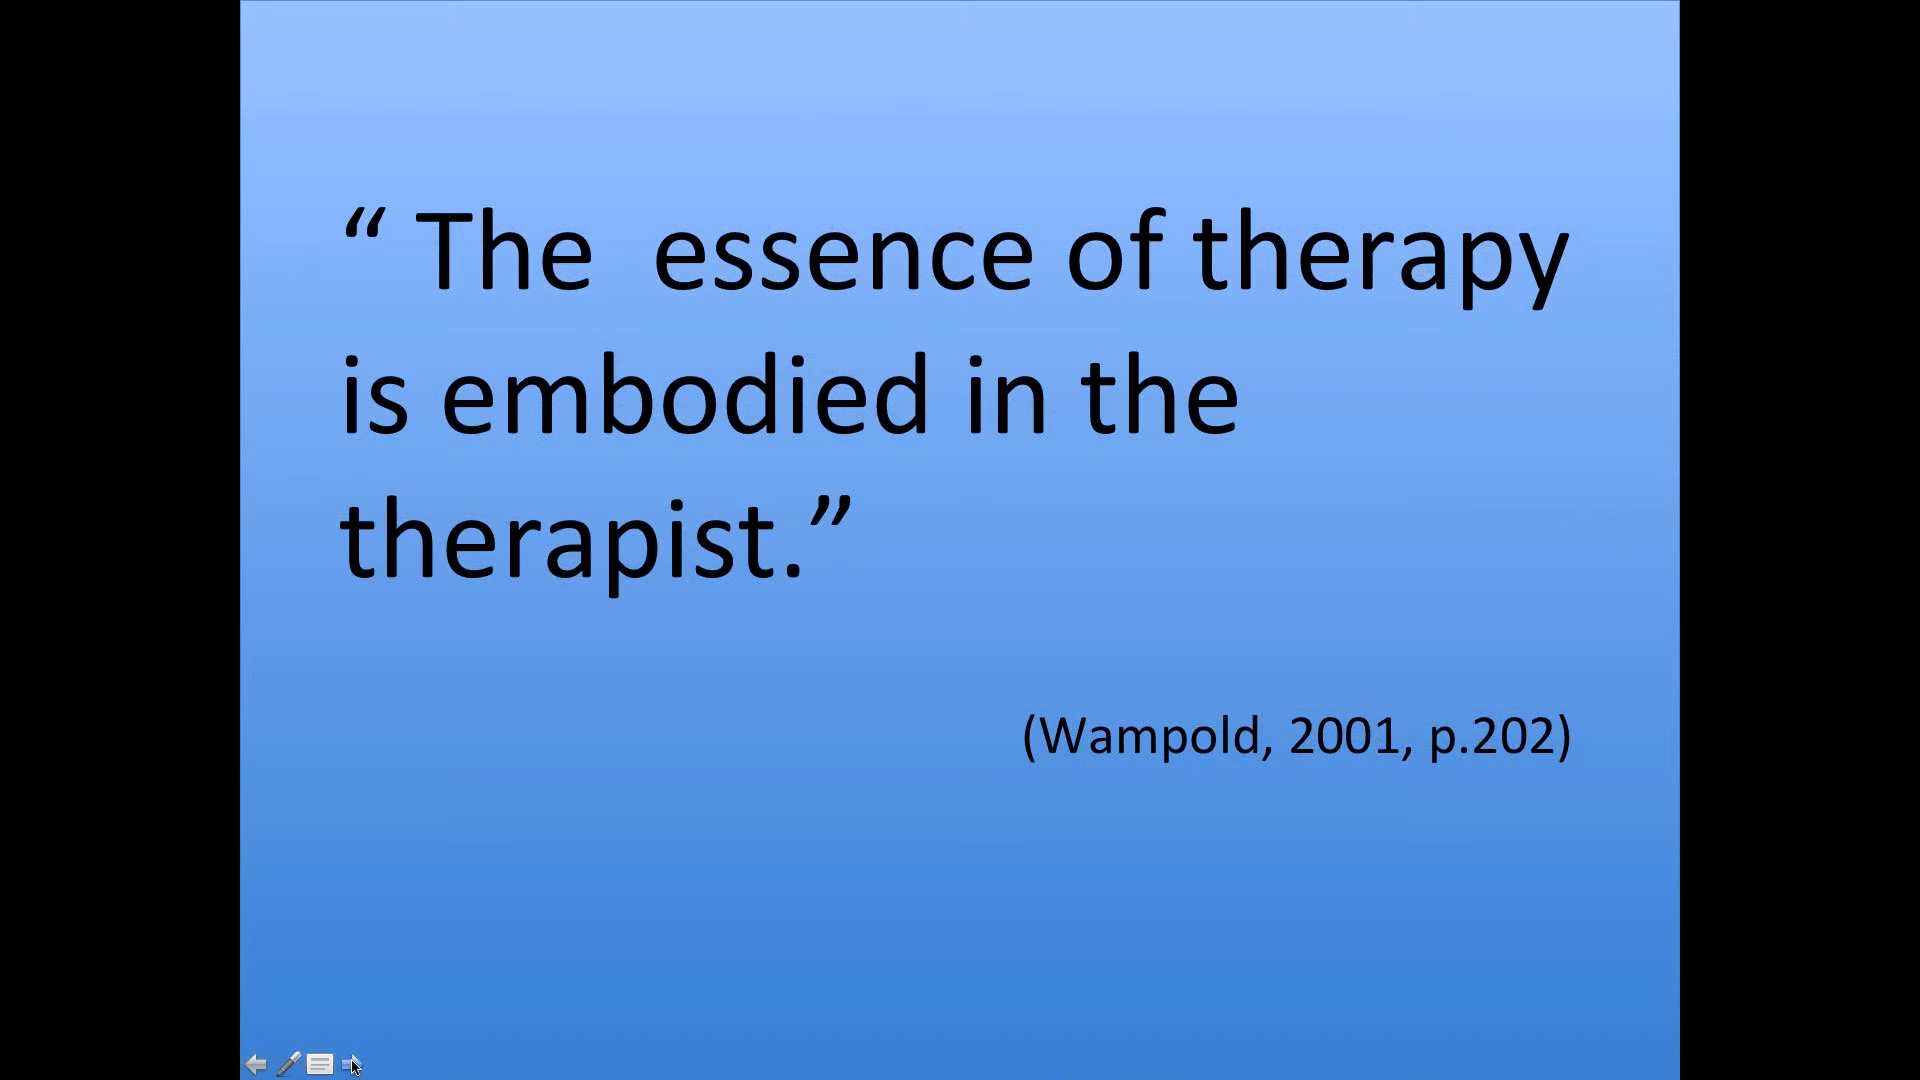 “ The  essence of therapy
is embodied in the
therapist.”
(Wampold, 2001, p.202)